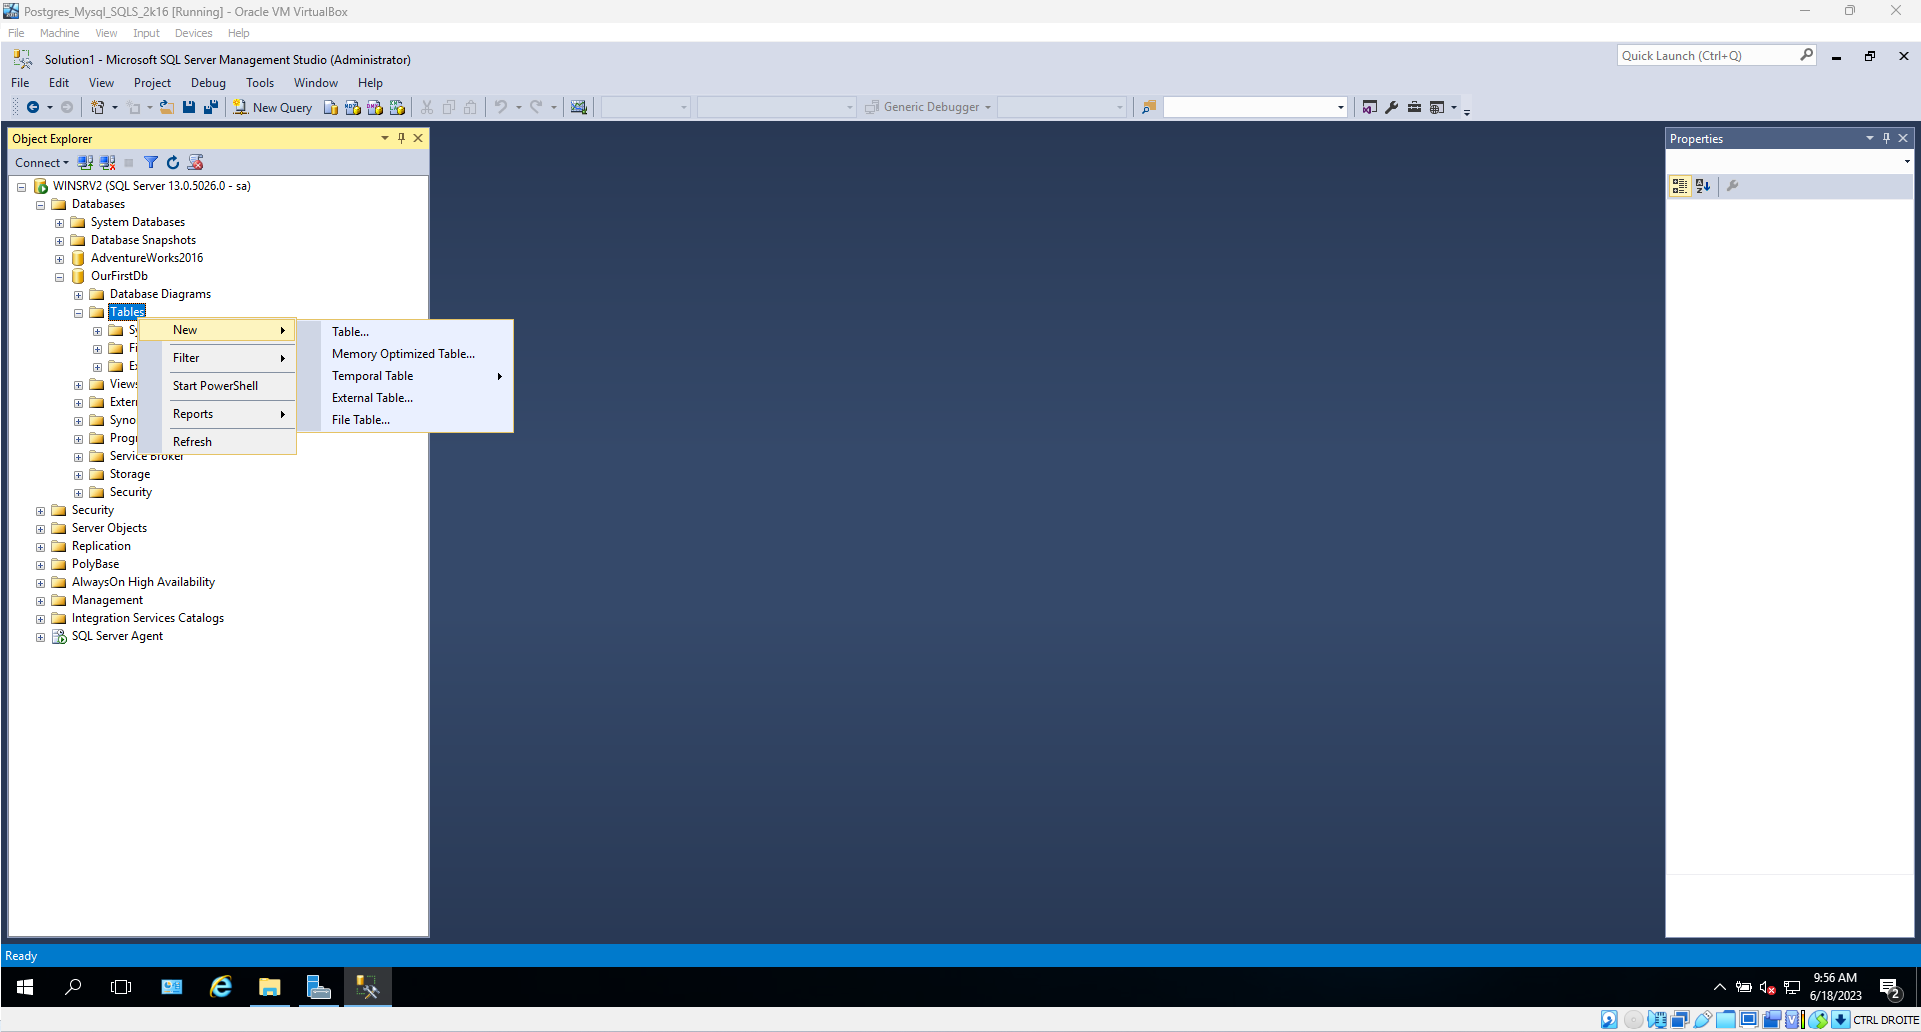 Postgres_Mysql_SQLS_2k16 [Running] - Oracle VM VirtualBox
File Machine View Input Devices Help
Solution1 - Microsoft SQL Server Management Studio (Administrator)
Quick Launch (Ctrl+Q)
File Edit View Project Debug Tools Window Help
New Query
Generic Debugger
Object Explorer
Properties
Connect
WINSRV2 (SQL Server 13.0.5026.0 - sa)
Databases
System Databases
Database Snapshots
AdventureWorks2016
OurFirstDb
Database Diagrams
Tables
Sy
Fi
Ex
Views
Extern
Syno
Progr
Service Broker
Storage
Security
Security
Server Objects
Replication
PolyBase
AlwaysOn High Availability
Management
Integration Services Catalogs
SQL Server Agent
New
Filter
Start PowerShell
Reports
Refresh
Table...
Memory Optimized Table...
Temporal Table
External Table...
File Table...
Ready
9:56 AM
6/18/2023
2
CTRL DROITE